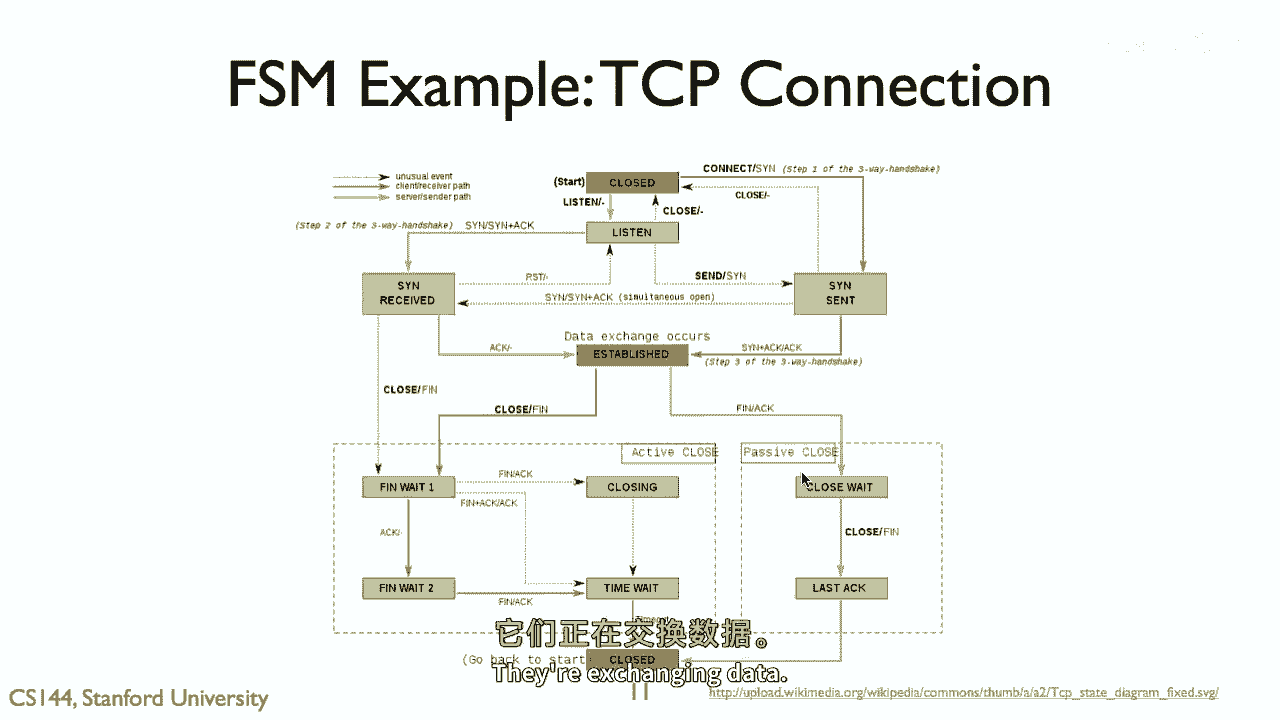 FSM Example: TCP Connection
unusual event
client/receiver path
server/sender path
(Start)
CLOSED
CONNECT/SYN (Step 1 of the 3-way-handshake)
CLOSE/-
LISTEN/-
CLOSE/-
(Step 2 of the 3-way-handshake) SYN/SYN+ACK
LISTEN
RST/-
SEND/SYN
SYN
RECEIVED
SYN
SENT
SYN/SYN+ACK (simultaneous open)
Data exchange occurs
ACK/-
ESTABLISHED
SYN+ACK/ACK
(Step 3 of the 3-way-handshake)
CLOSE/FIN
CLOSE/FIN
FIN/ACK
Active CLOSE
Passive CLOSE
FIN WAIT 1
FIN/ACK
CLOSING
CLOSE WAIT
FIN+ACK/ACK
ACK/-
CLOSE/FIN
FIN WAIT 2
FIN/ACK
TIME WAIT
LAST ACK
它们正在交换数据。
(Go back to start
CLOSED
They're exchanging data.
11
CS144, Stanford University
http://upload.wikimedia.org/wikipedia/commons/thumb/a/a2/Tcp_state_diagram_fixed.svg/